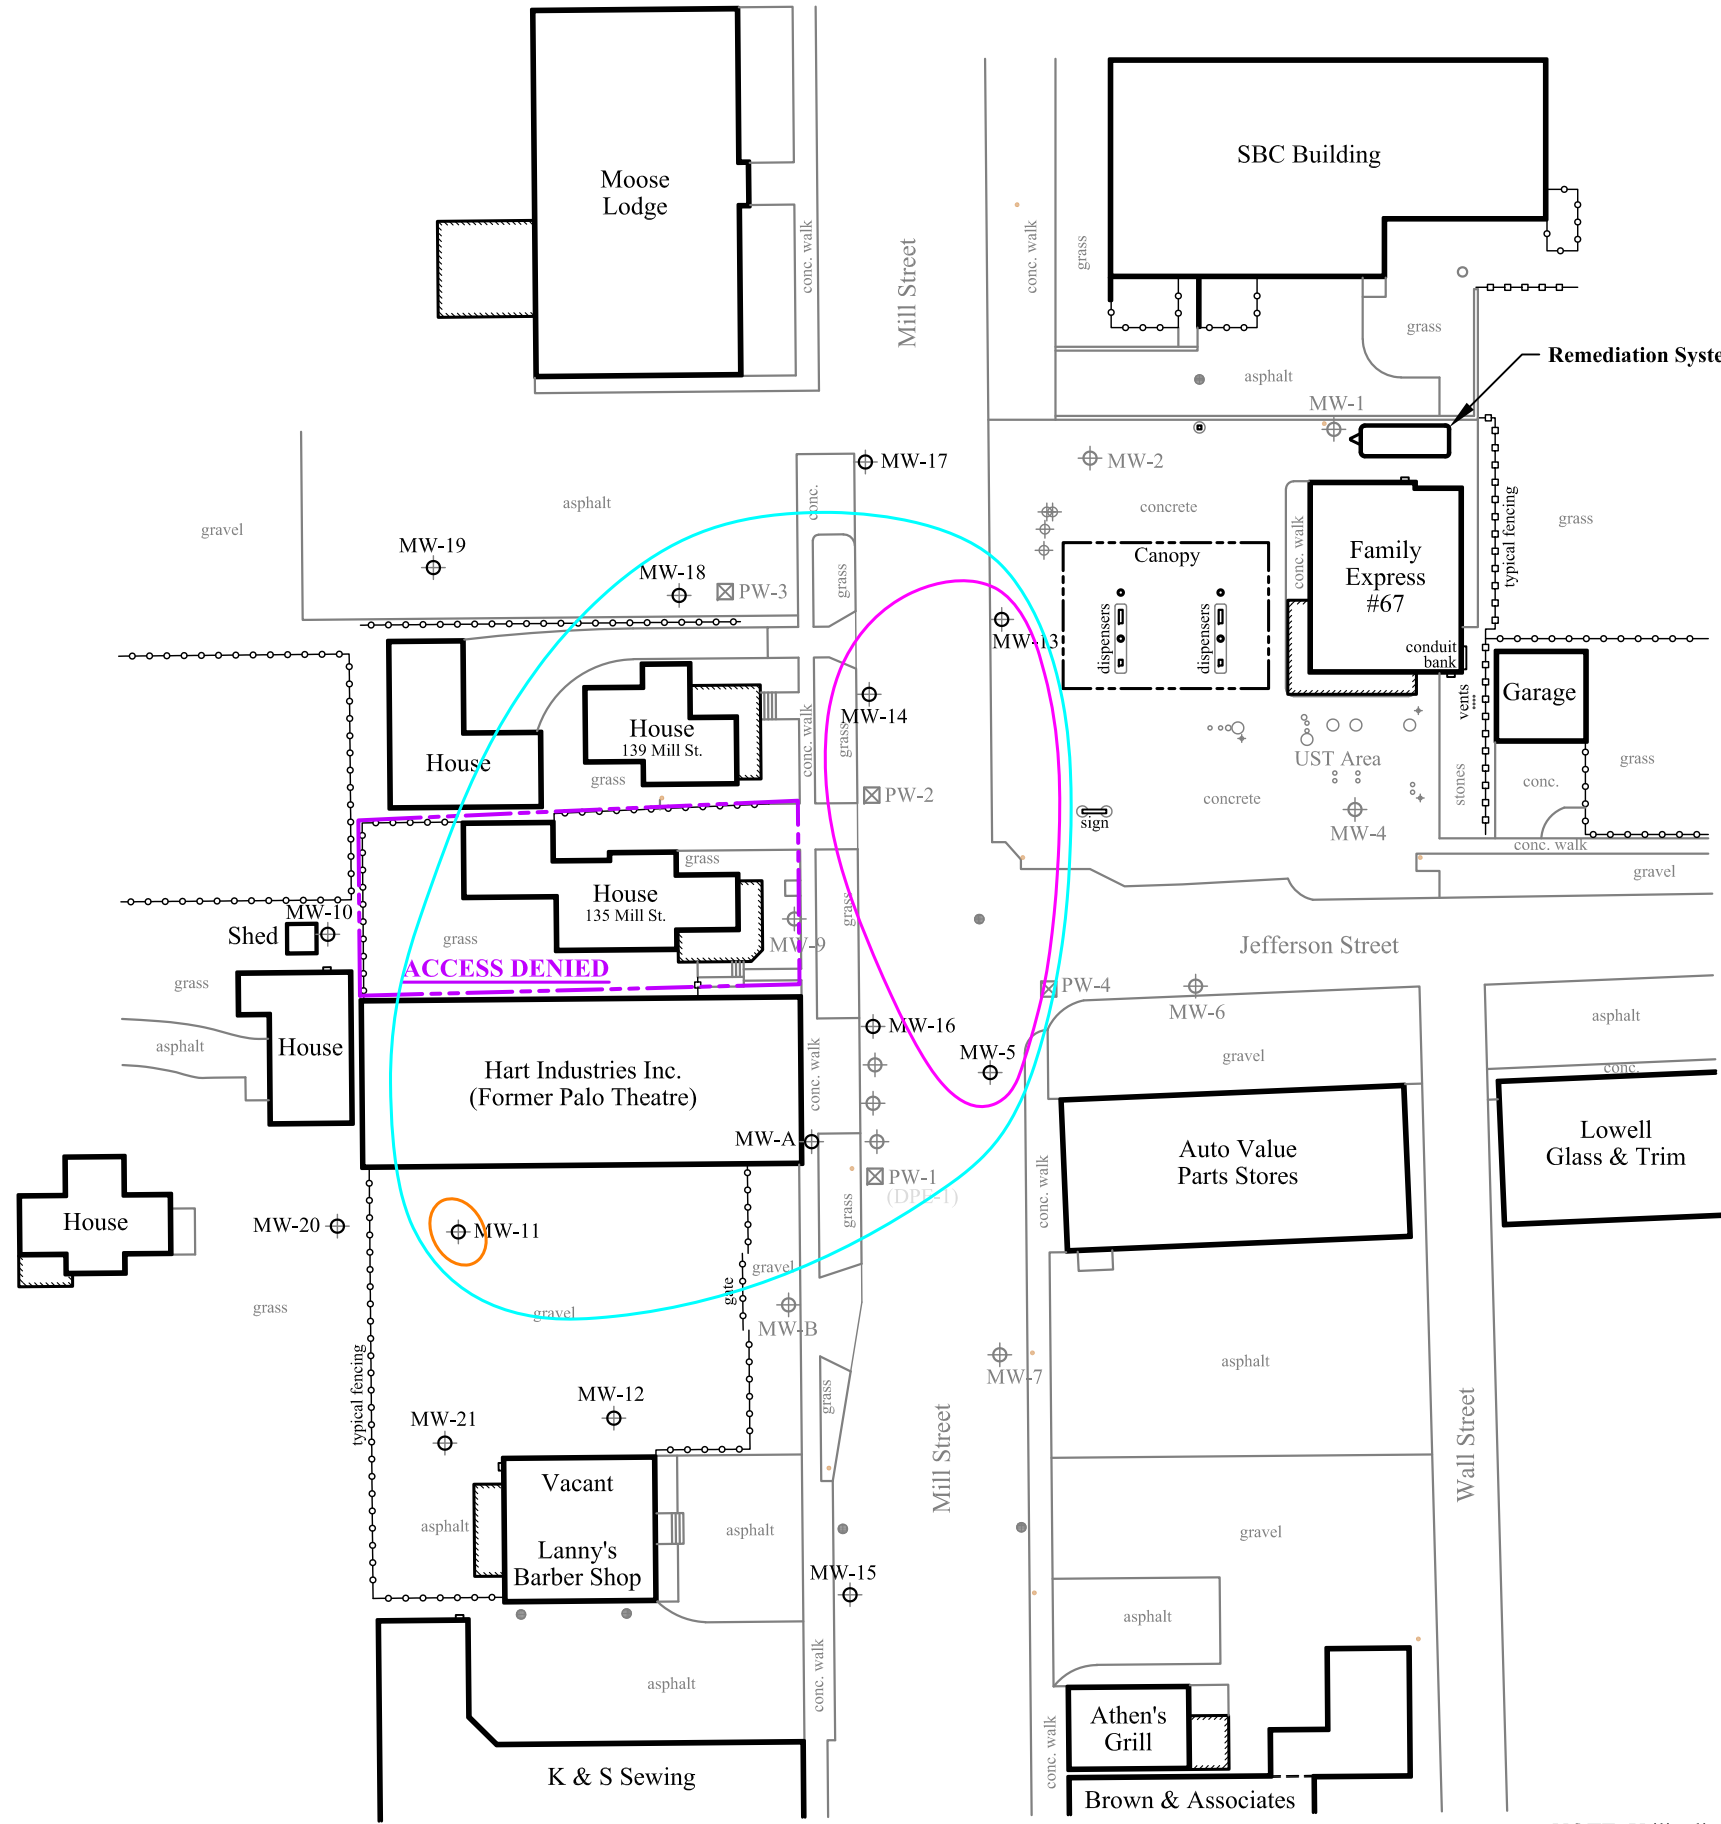 SBC Building
Moose
Lodge
conc. walk
conc. walk
grass
Mill Street
grass
Remediation Syste
asphalt
MW-1
MW-17
MW-2
asphalt
conc.
concrete
conc. walk
typical fencing
grass
gravel
Family
Express
#67
MW-19
Canopy
MW-18
PW-3
grass
MW-13
dispensers
dispensers
conduit
bank
Garage
vents
MW-14
House
139 Mill St.
House
grass
conc. walk
grass
UST Area
grass
conc.
stones
PW-2
concrete
sign
MW-4
conc. walk
grass
gravel
House
135 Mill St.
grass
MW-10
Shed
grass
MW-9
Jefferson Street
ACCESS DENIED
grass
PW-4
MW-6
asphalt
MW-16
House
asphalt
MW-5
gravel
conc.
Hart Industries Inc.
(Former Palo Theatre)
conc. walk
MW-A
Auto Value
Parts Stores
Lowell
Glass & Trim
PW-1
(DPE-1)
conc. walk
grass
House
MW-20
MW-11
gravel
gate
grass
gravel
MW-B
MW-7
asphalt
typical fencing
grass
MW-12
MW-21
Mill Street
Wall Street
Vacant
asphalt
asphalt
gravel
Lanny's
Barber Shop
MW-15
asphalt
conc. walk
asphalt
Athen's
Grill
conc. walk
K & S Sewing
Brown & Associates